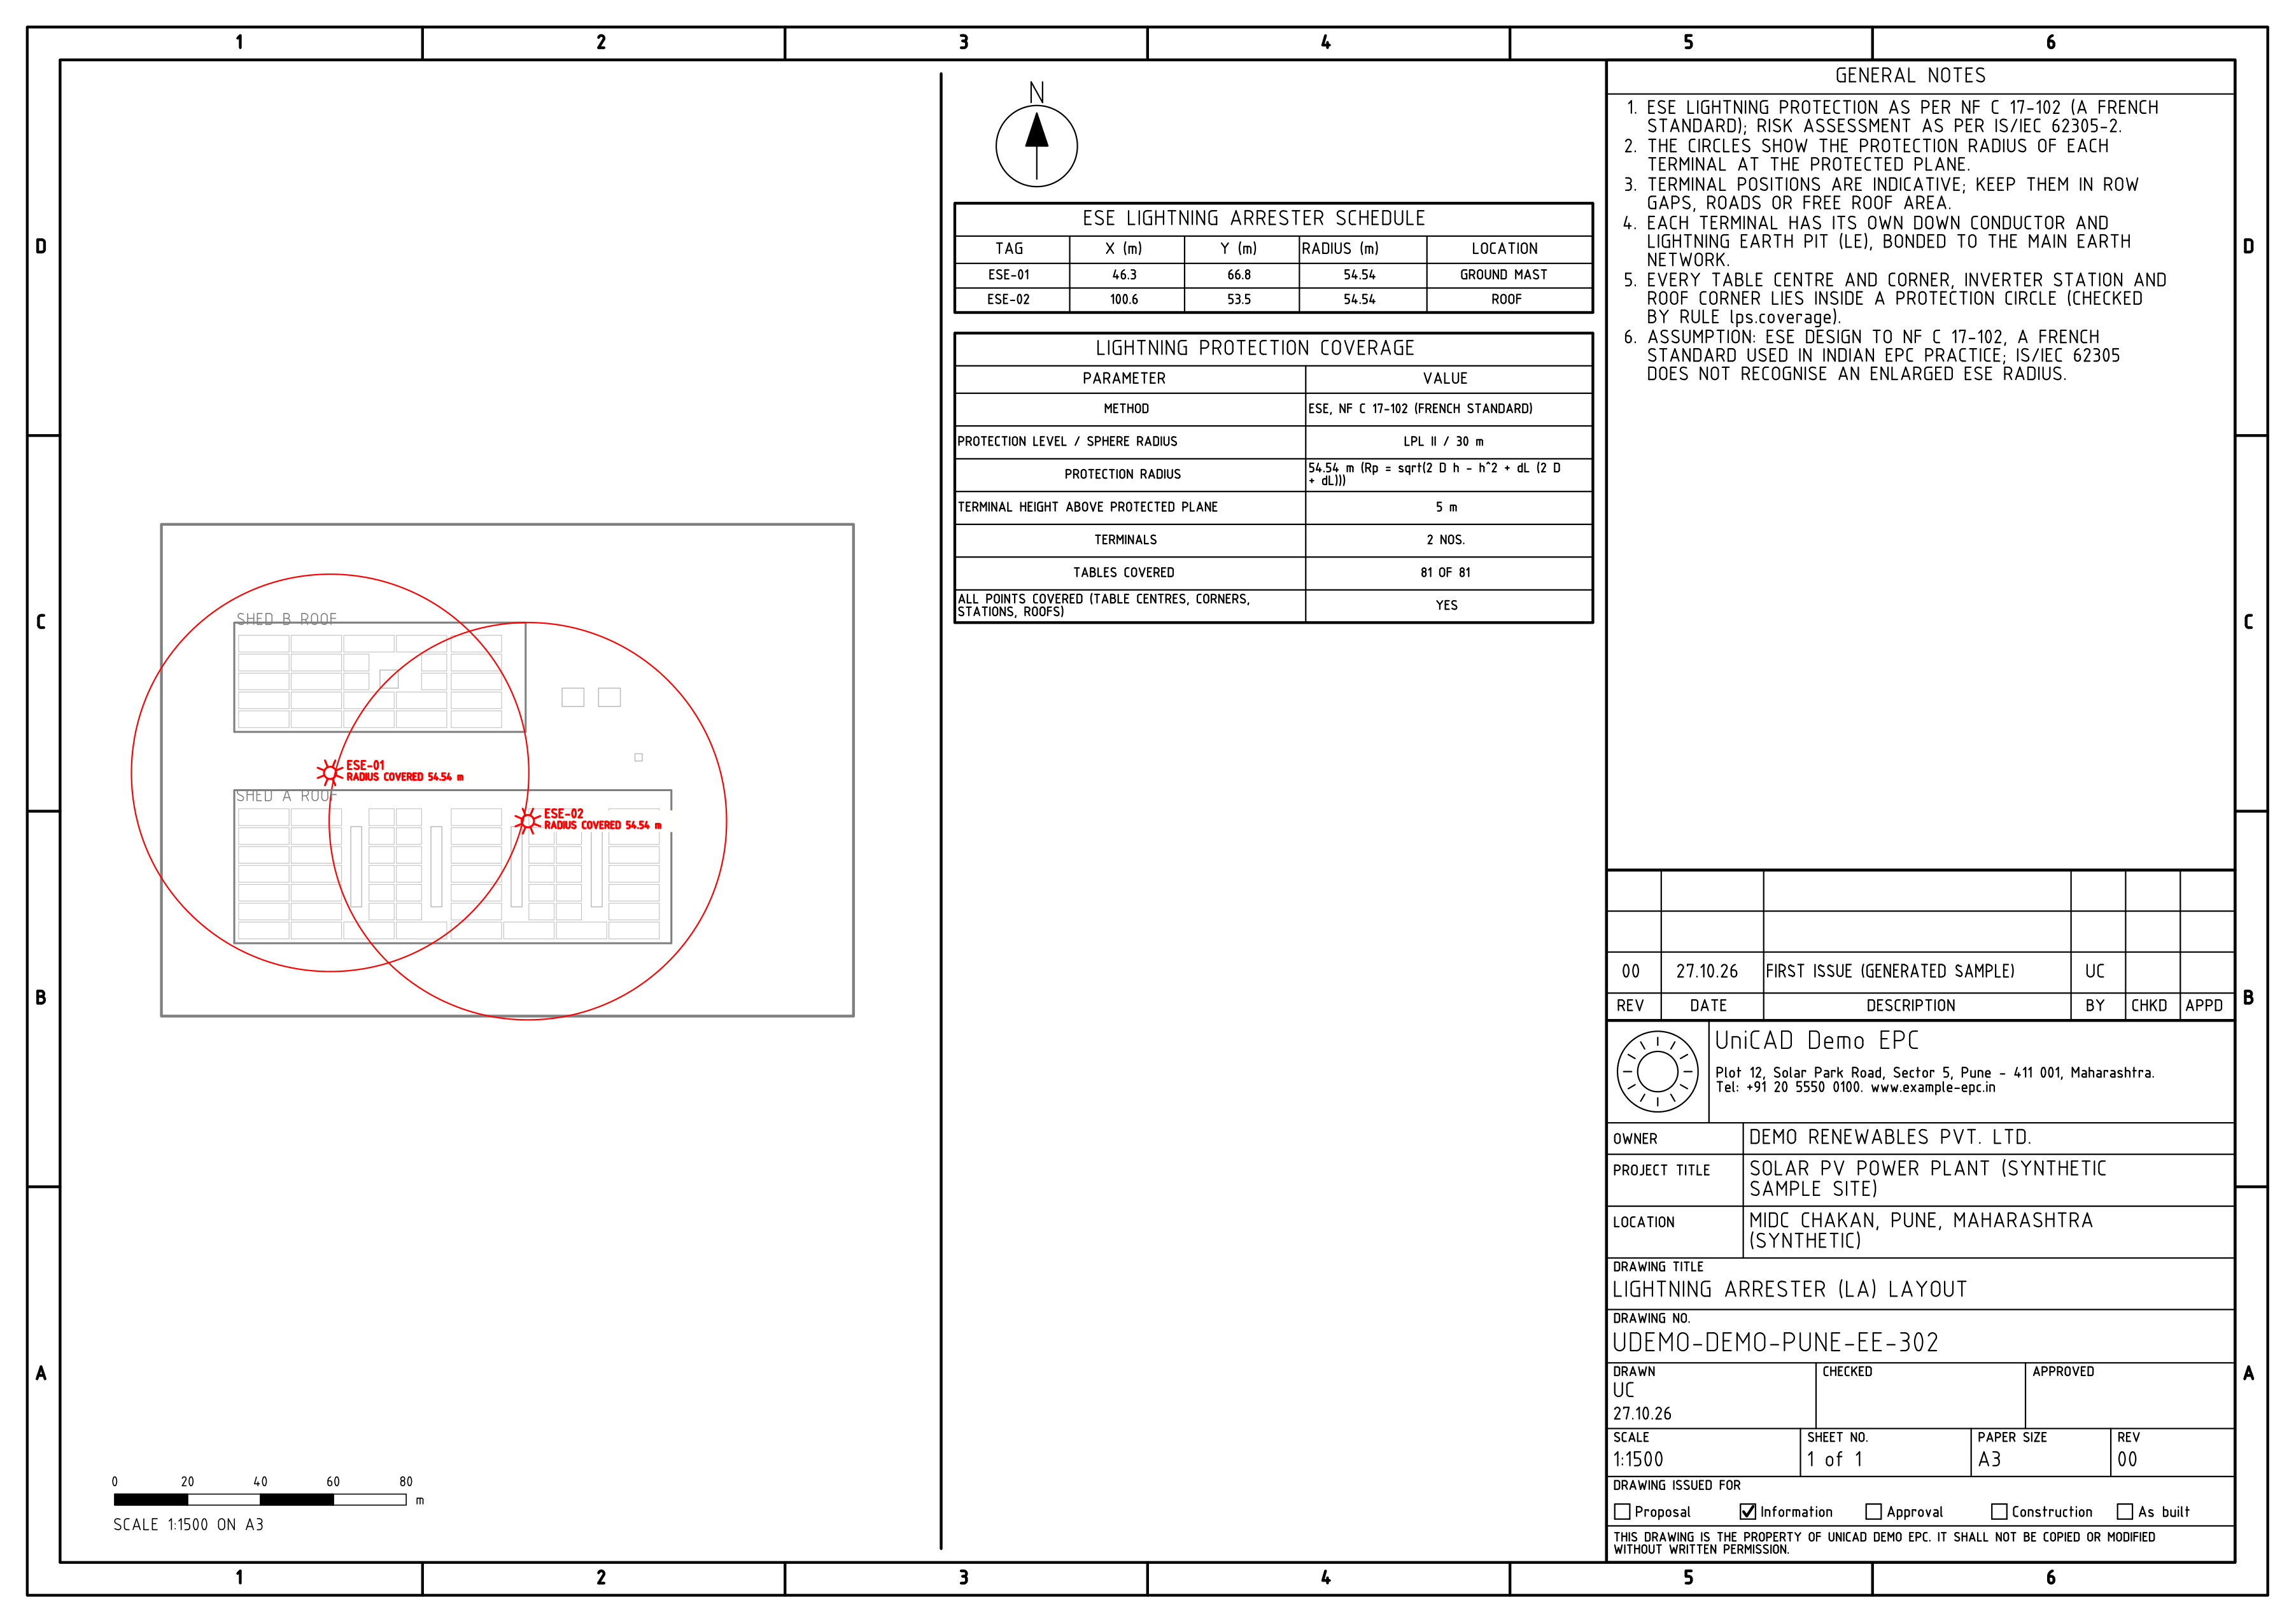 1 2 3 4 5 6
D
C
B
A
D
C
B
A
SHED B ROOF
ESE-01
RADIUS COVERED 54.54 m
SHED A ROOF
ESE-02
RADIUS COVERED 54.54 m
0 20 40 60 80
m
SCALE 1:1500 ON A3
N
ESE LIGHTNING ARRESTER SCHEDULE
TAG X (m) Y (m) RADIUS (m) LOCATION
ESE-01 46.3 66.8 54.54 GROUND MAST
ESE-02 100.6 53.5 54.54 ROOF
LIGHTNING PROTECTION COVERAGE
PARAMETER VALUE
METHOD ESE, NF C 17-102 (FRENCH STANDARD)
PROTECTION LEVEL / SPHERE RADIUS LPL II / 30 m
PROTECTION RADIUS 54.54 m (Rp = sqrt(2 D h - h^2 + dL (2 D
+ dL)))
TERMINAL HEIGHT ABOVE PROTECTED PLANE 5 m
TERMINALS 2 NOS.
TABLES COVERED 81 OF 81
ALL POINTS COVERED (TABLE CENTRES, CORNERS,
STATIONS, ROOFS) YES
GENERAL NOTES
1. ESE LIGHTNING PROTECTION AS PER NF C 17-102 (A FRENCH
STANDARD); RISK ASSESSMENT AS PER IS/IEC 62305-2.
2. THE CIRCLES SHOW THE PROTECTION RADIUS OF EACH
TERMINAL AT THE PROTECTED PLANE.
3. TERMINAL POSITIONS ARE INDICATIVE; KEEP THEM IN ROW
GAPS, ROADS OR FREE ROOF AREA.
4. EACH TERMINAL HAS ITS OWN DOWN CONDUCTOR AND
LIGHTNING EARTH PIT (LE), BONDED TO THE MAIN EARTH
NETWORK.
5. EVERY TABLE CENTRE AND CORNER, INVERTER STATION AND
ROOF CORNER LIES INSIDE A PROTECTION CIRCLE (CHECKED
BY RULE lps.coverage).
6. ASSUMPTION: ESE DESIGN TO NF C 17-102, A FRENCH
STANDARD USED IN INDIAN EPC PRACTICE; IS/IEC 62305
DOES NOT RECOGNISE AN ENLARGED ESE RADIUS.
00 27.10.26 FIRST ISSUE (GENERATED SAMPLE) UC
REV DATE DESCRIPTION BY CHKD APPD
UniCAD Demo EPC
Plot 12, Solar Park Road, Sector 5, Pune - 411 001, Maharashtra.
Tel: +91 20 5550 0100. www.example-epc.in
OWNER DEMO RENEWABLES PVT. LTD.
PROJECT TITLE SOLAR PV POWER PLANT (SYNTHETIC
SAMPLE SITE)
LOCATION MIDC CHAKAN, PUNE, MAHARASHTRA
(SYNTHETIC)
DRAWING TITLE
LIGHTNING ARRESTER (LA) LAYOUT
DRAWING NO.
UDEMO-DEMO-PUNE-EE-302
DRAWN CHECKED APPROVED
UC
27.10.26
SCALE SHEET NO. PAPER SIZE REV
1:1500 1 of 1 A3 00
DRAWING ISSUED FOR
Proposal Information Approval Construction As built
THIS DRAWING IS THE PROPERTY OF UNICAD DEMO EPC. IT SHALL NOT BE COPIED OR MODIFIED
WITHOUT WRITTEN PERMISSION.
1 2 3 4 5 6